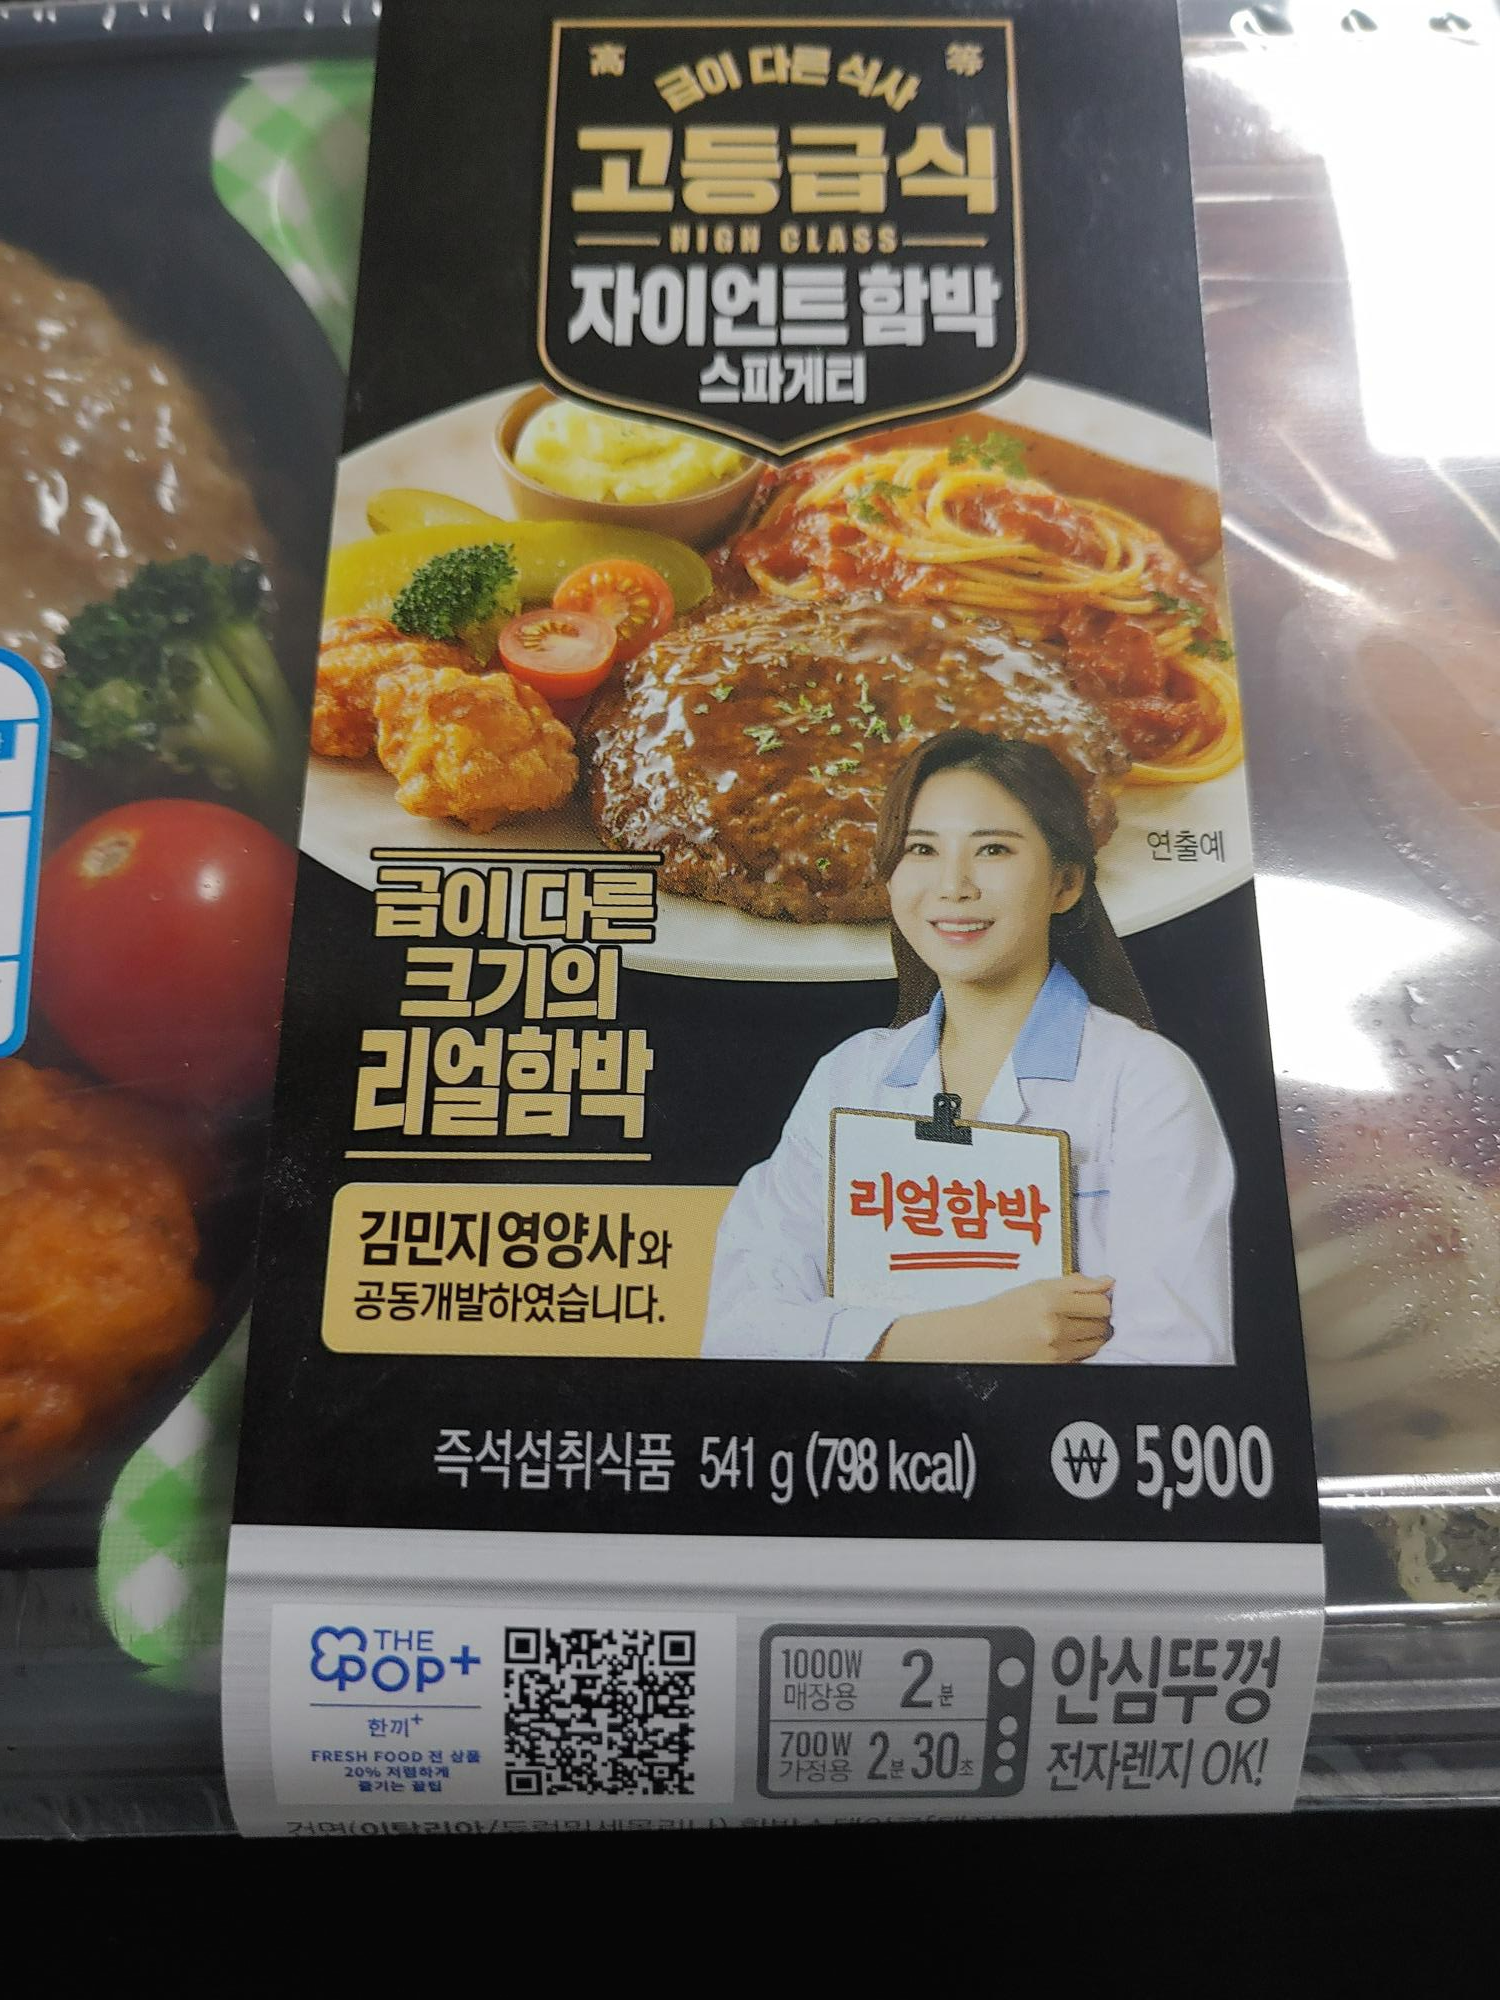 高 等
급이 다른 식사
고등급식
HIGH CLASS
자이언트 함박
스파게티
연출예
급이 다른
크기의
리얼함박
리얼함박
김민지 영양사와
공동개발하였습니다.
즉석섭취식품 541 g (798 kcal) ₩ 5,900
THE
POP+
한끼+
FRESH FOOD 전 상품
20% 저렴하게
즐기는 꿀팁
1000W
매장용
2분
700W
가정용
2분30초
안심뚜껑
전자렌지 OK!